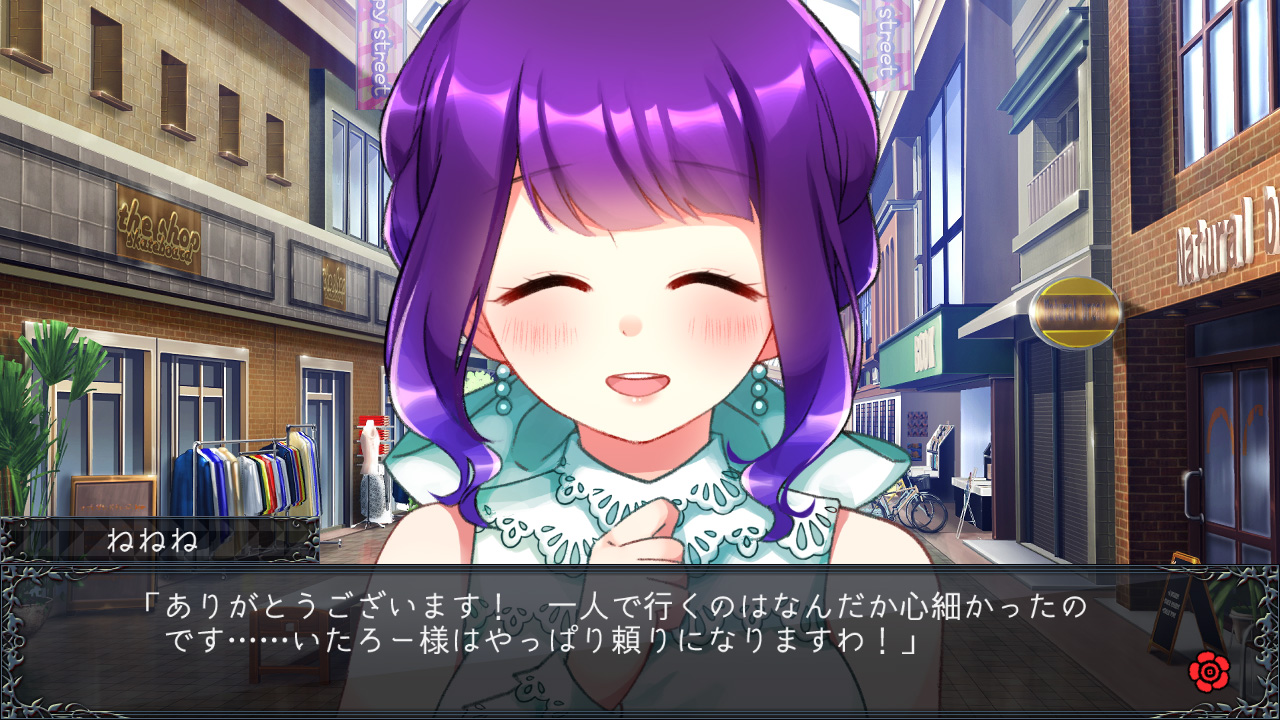 py street
street
the shop
Natural
BOOK
ねねね
「ありがとうございます！　一人で行くのはなんだか心細かったの
です……いたろー様はやっぱり頼りになりますわ！」